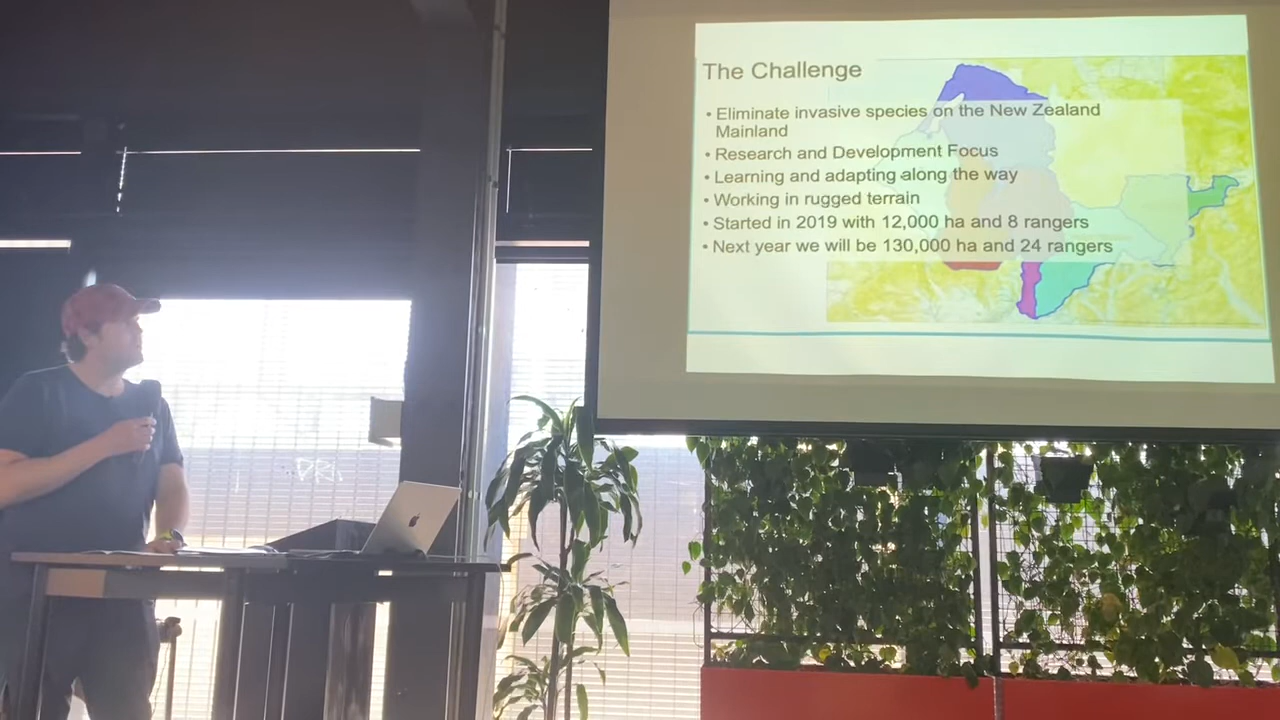 The Challenge
• Eliminate invasive species on the New Zealand
Mainland
• Research and Development Focus
• Learning and adapting along the way
• Working in rugged terrain
• Started in 2019 with 12,000 ha and 8 rangers
• Next year we will be 130,000 ha and 24 rangers